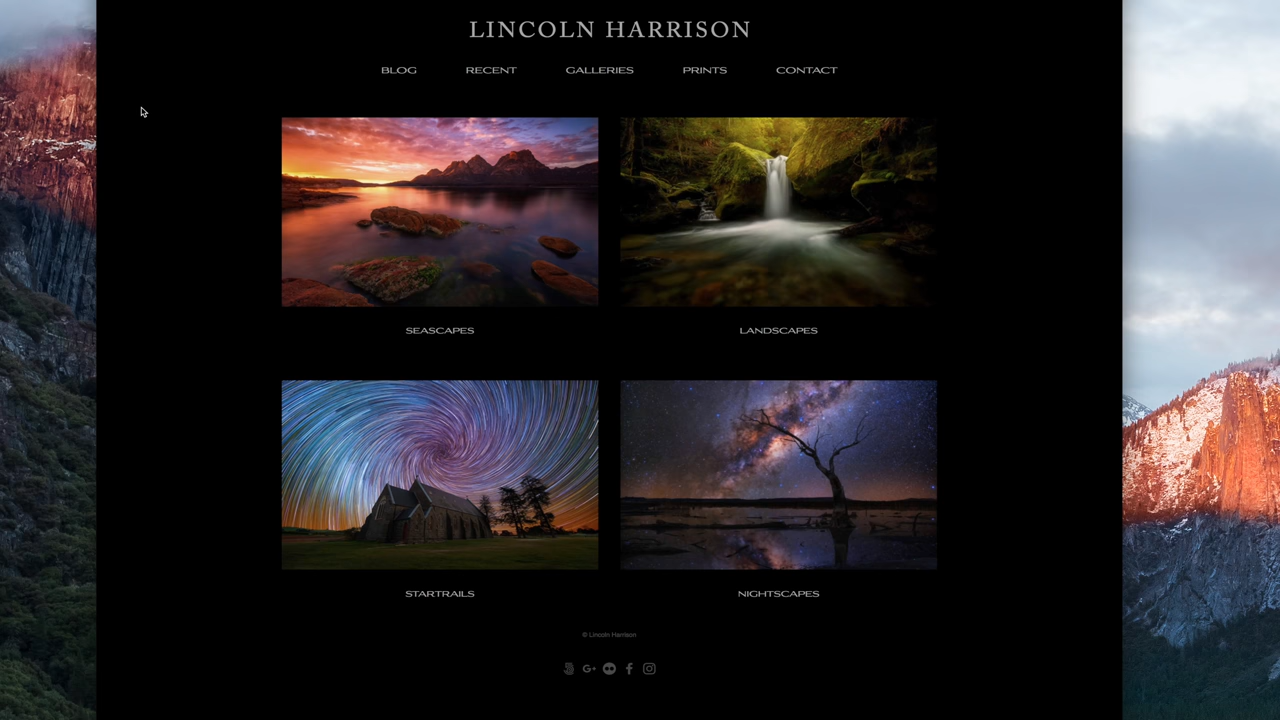 LINCOLN HARRISON
BLOG RECENT GALLERIES PRINTS CONTACT
SEASCAPES LANDSCAPES
STARTRAILS NIGHTSCAPES
© Lincoln Harrison